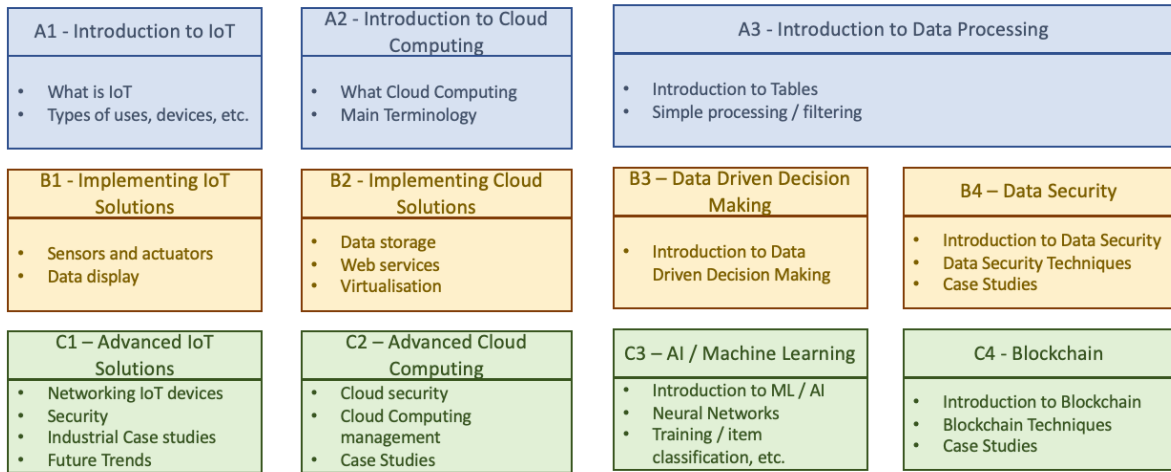 A1 - Introduction to IoT
• What is IoT
• Types of uses, devices, etc.
A2 - Introduction to Cloud
Computing
• What Cloud Computing
• Main Terminology
A3 - Introduction to Data Processing
• Introduction to Tables
• Simple processing / filtering
B1 - Implementing IoT
Solutions
• Sensors and actuators
• Data display
B2 - Implementing Cloud
Solutions
• Data storage
• Web services
• Virtualisation
B3 – Data Driven Decision
Making
• Introduction to Data
Driven Decision Making
B4 – Data Security
• Introduction to Data Security
• Data Security Techniques
• Case Studies
C1 – Advanced IoT
Solutions
• Networking IoT devices
• Security
• Industrial Case studies
• Future Trends
C2 – Advanced Cloud
Computing
• Cloud security
• Cloud Computing
management
• Case Studies
C3 – AI / Machine Learning
• Introduction to ML / AI
• Neural Networks
• Training / item
classification, etc.
C4 - Blockchain
• Introduction to Blockchain
• Blockchain Techniques
• Case Studies